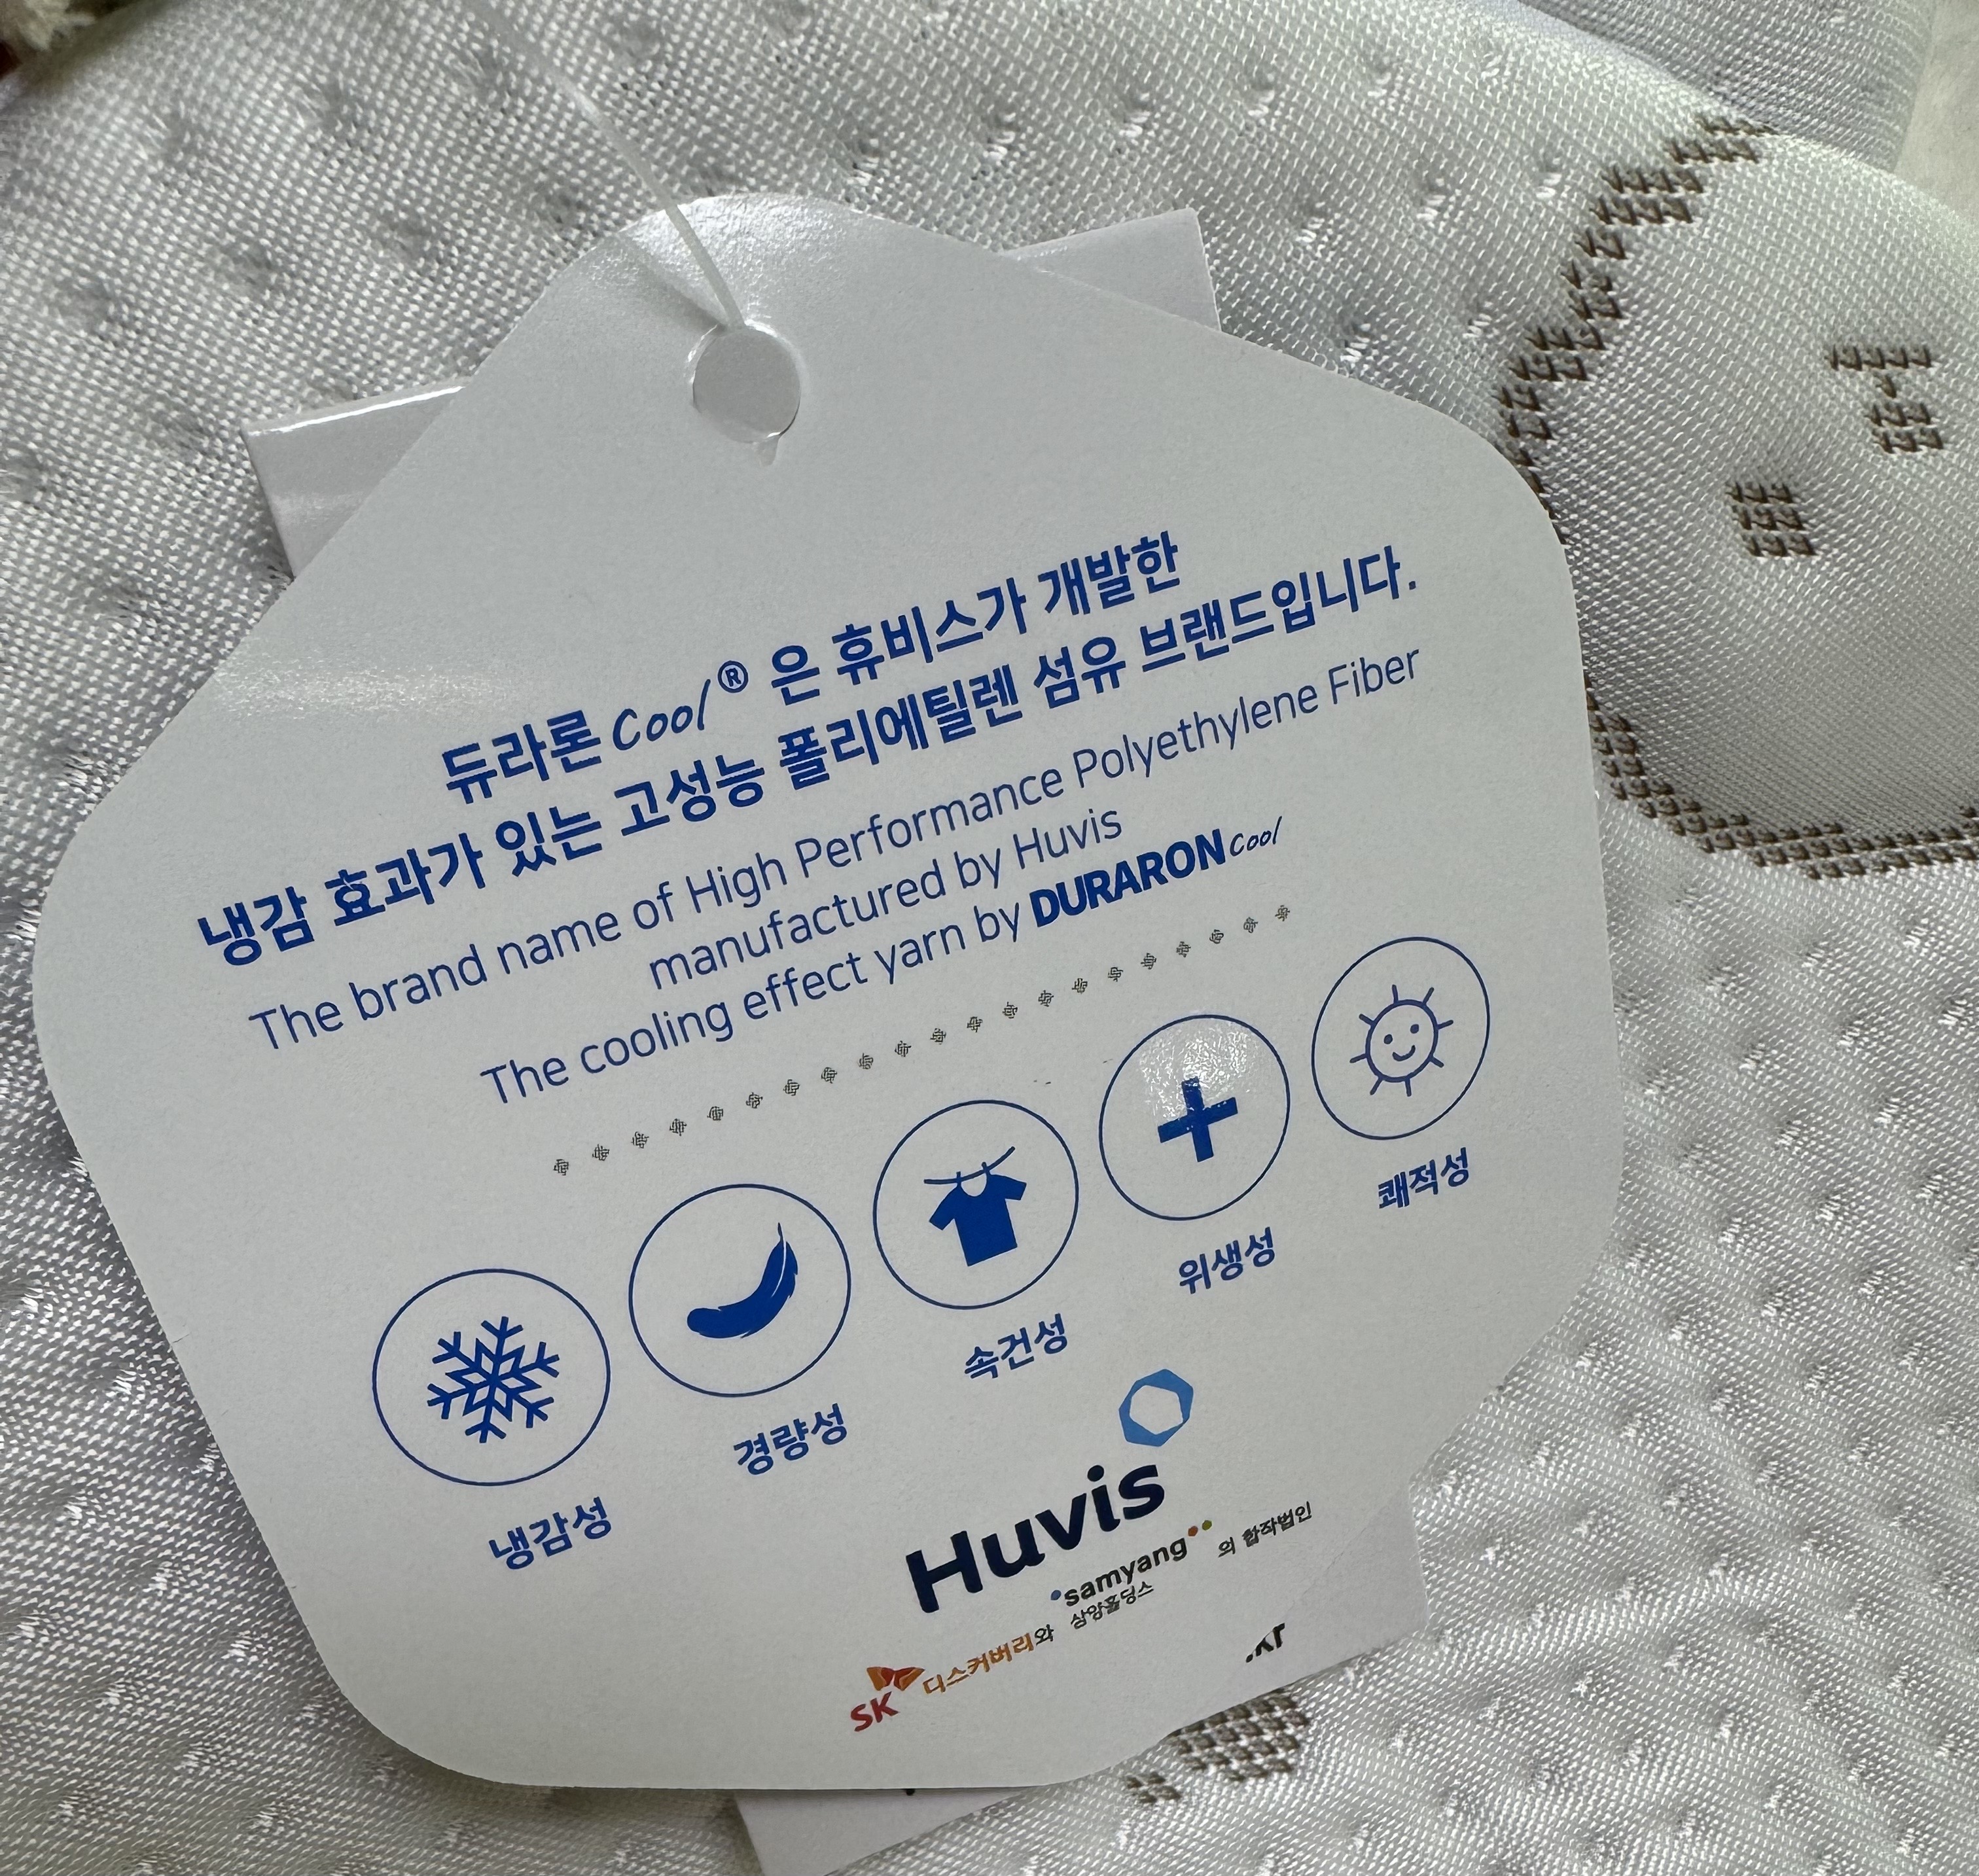 듀라론 Cool® 은 휴비스가 개발한
냉감 효과가 있는 고성능 폴리에틸렌 섬유 브랜드입니다.
The brand name of High Performance Polyethylene Fiber
manufactured by Huvis
The cooling effect yarn by DURARON Cool
냉감성
경량성
속건성
위생성
쾌적성
Huvis
SK 디스커버리와 samyang 의 합작법인
삼양홀딩스